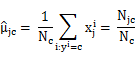 μ̂jc = 1/Nc ∑i:yi=c xji = Njc/Nc